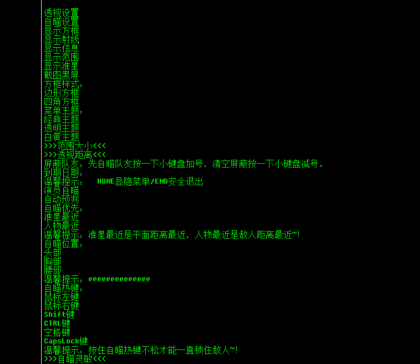 透视设置
自瞄设置
显示方框
显示射线
显示信息
显示范围
显示准星
截图黑屏
方框样式：
边形方框
四角方框
菜单主题：
经典主题
透明主题
白黄主题
>>>范围大小<<<
>>>透视距离<<<
屏蔽队友：先自瞄队友按一下小键盘加号，清空屏蔽按一下小键盘减号。
到期日期：
温馨提示：  HOME显隐菜单/END安全退出
演员自瞄
自动预判
自瞄优先：
准星最近
人物最近
温馨提示：准星最近是平面距离最近，人物最近是敌人距离最近~!
自瞄位置：
头部
胸部
腰部
温馨提示：eeeeeeeeeeeeee
自瞄热键：
鼠标左键
鼠标右键
Shift键
CTRL键
空格键
CapsLock键
温馨提示：按住自瞄热键不松才能一直锁住敌人~!
>>>自瞄灵敏<<<